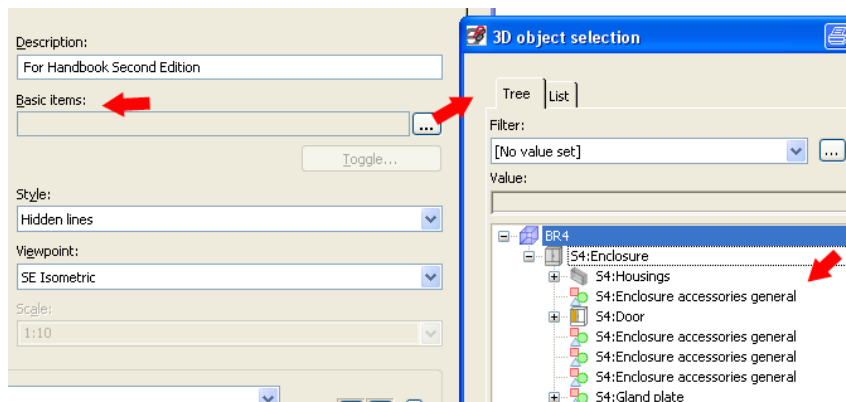 Description:
For Handbook Second Edition
Basic items:
...
Toggle...
Style:
Hidden lines
Viewpoint:
SE Isometric
Scale:
1:10
3D object selection
Tree
List
Filter:
[No value set]
...
Value:
BR4
S4:Enclosure
S4:Housings
S4:Enclosure accessories general
S4:Door
S4:Enclosure accessories general
S4:Enclosure accessories general
S4:Enclosure accessories general
S4:Gland plate